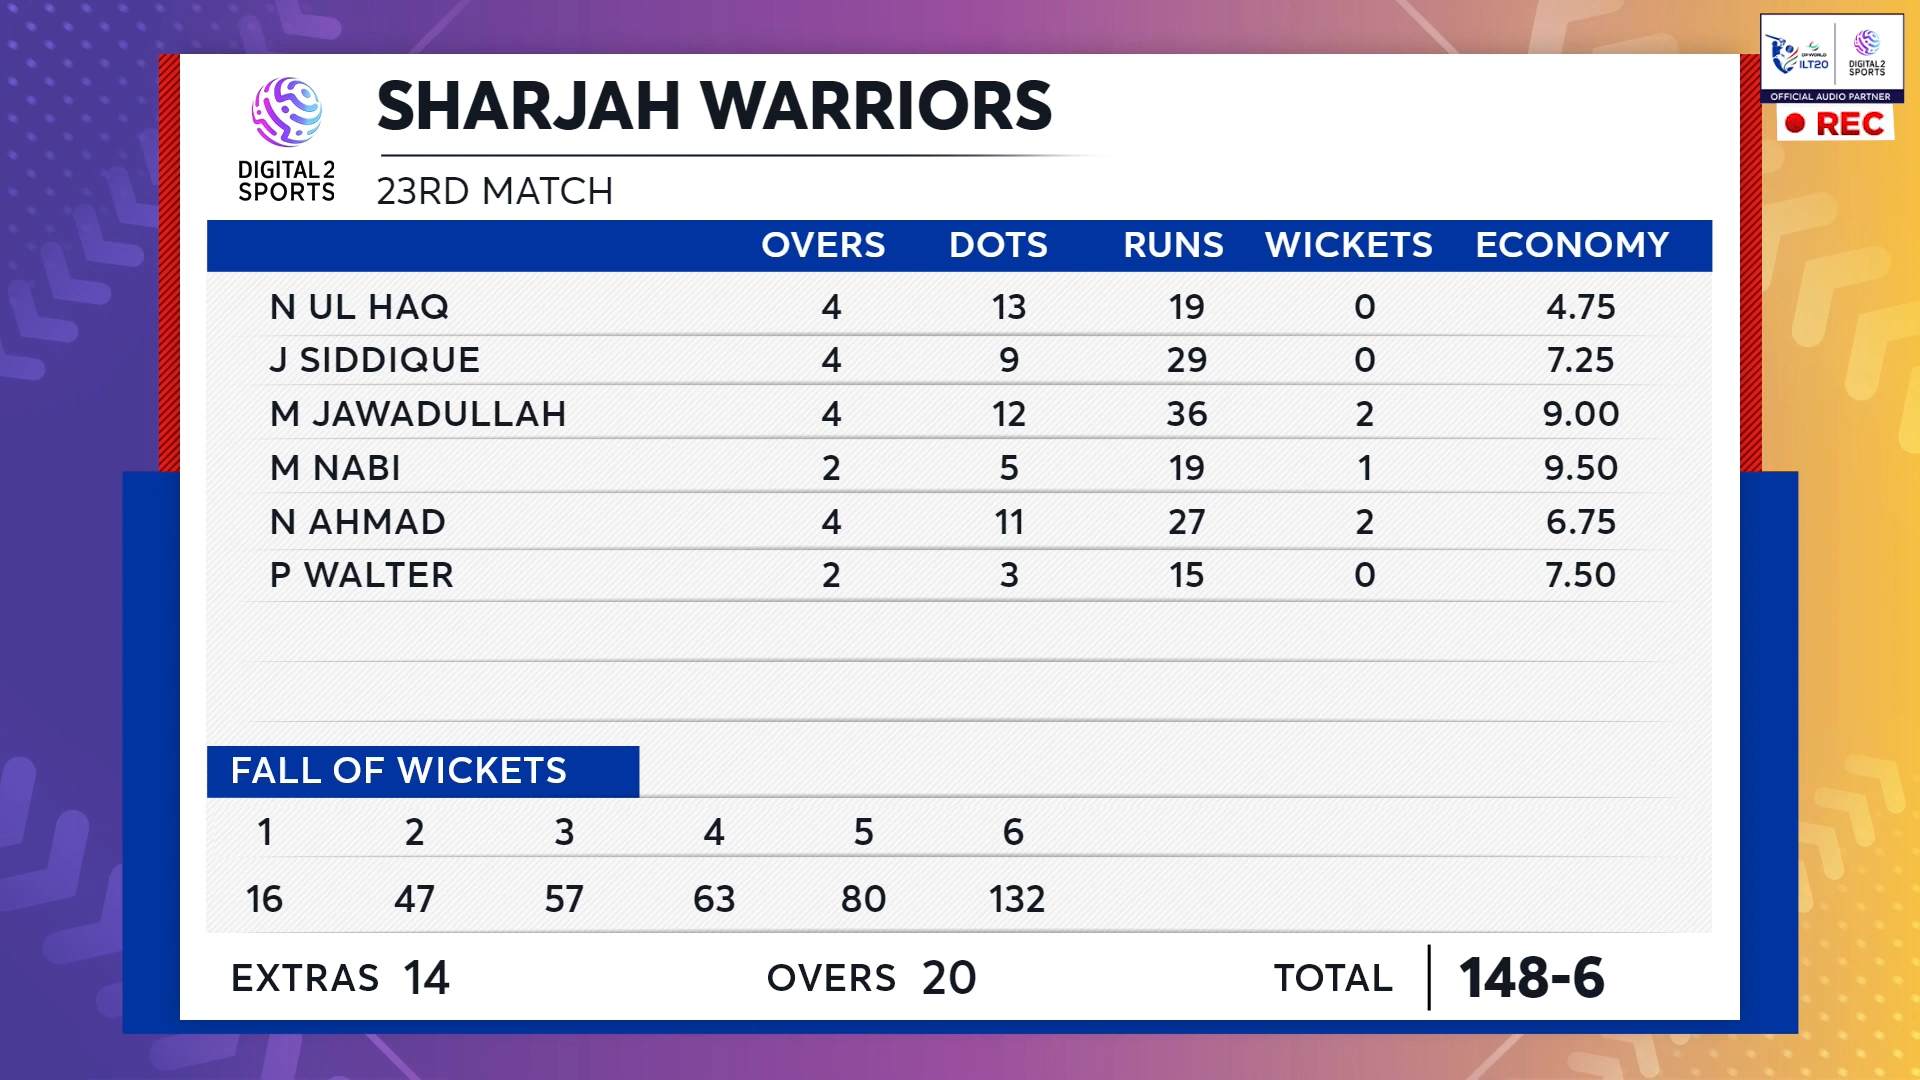 SHARJAH WARRIORS
DIGITAL2 SPORTS
23RD MATCH
OVERS DOTS RUNS WICKETS ECONOMY
N UL HAQ 4 13 19 0 4.75
J SIDDIQUE 4 9 29 0 7.25
M JAWADULLAH 4 12 36 2 9.00
M NABI 2 5 19 1 9.50
N AHMAD 4 11 27 2 6.75
P WALTER 2 3 15 0 7.50
FALL OF WICKETS
1 2 3 4 5 6
16 47 57 63 80 132
EXTRAS 14 OVERS 20 TOTAL 148-6
DP WORLD
ILT20
DIGITAL2
SPORTS
OFFICIAL AUDIO PARTNER
REC